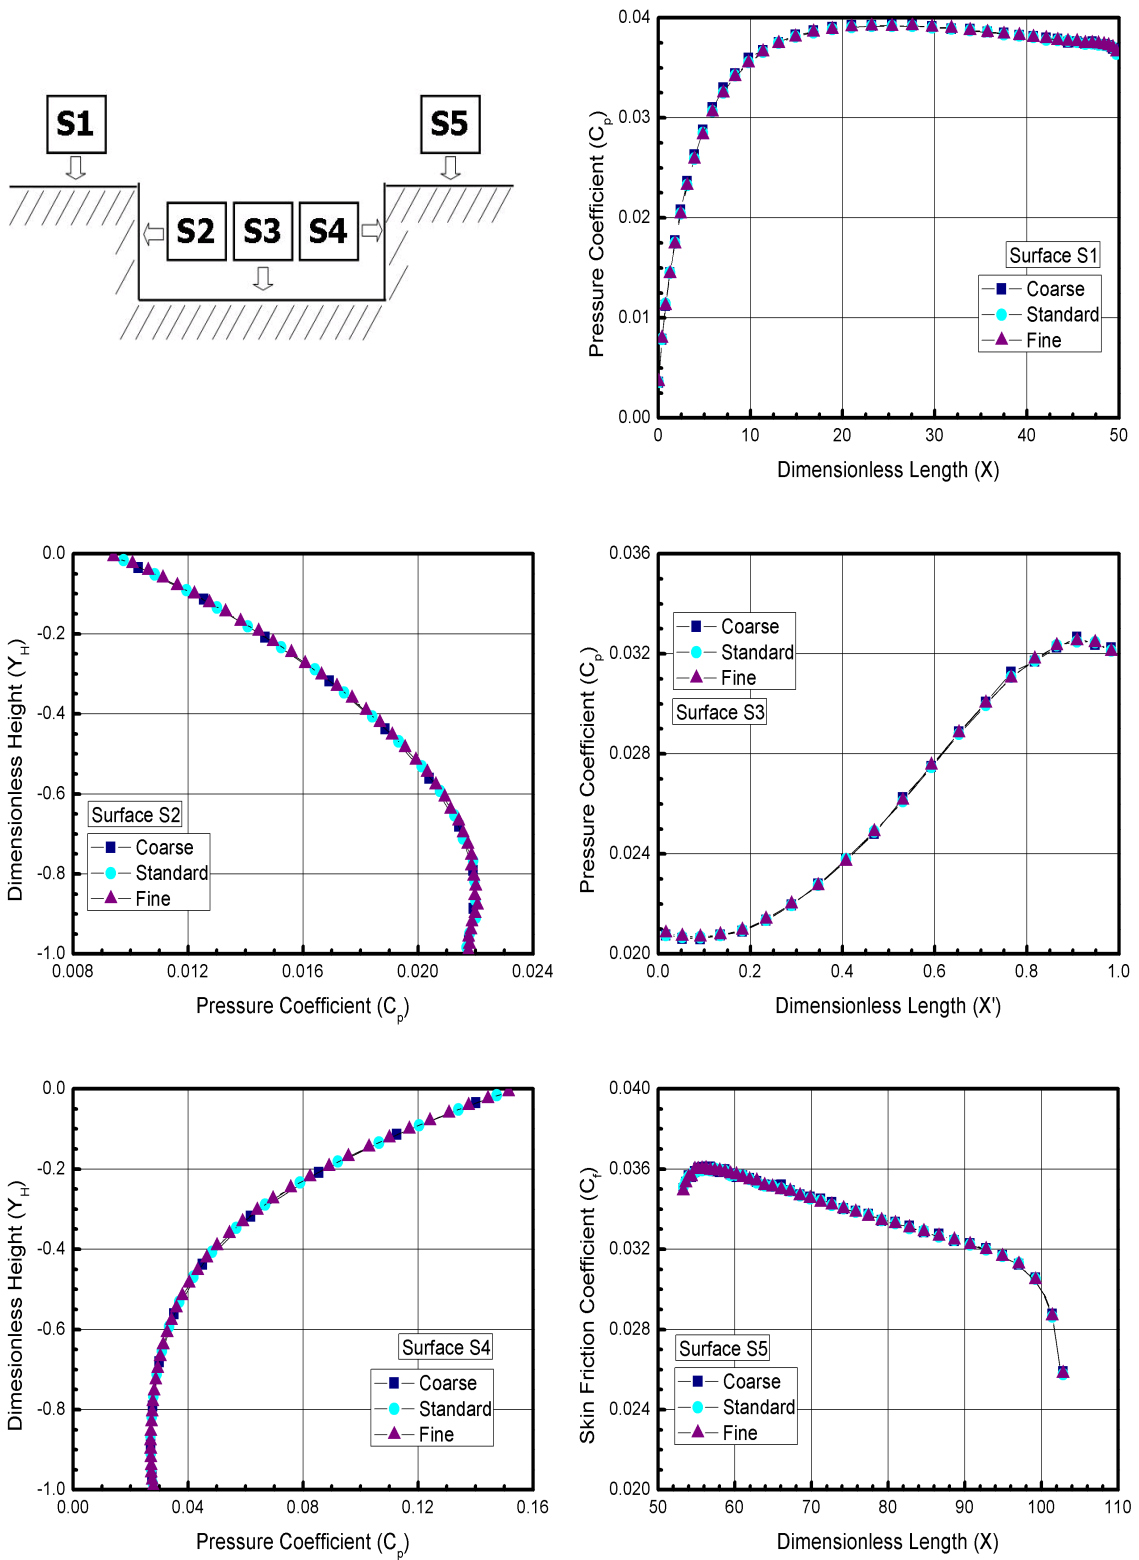 S1
S5
S2 S3 S4
Pressure Coefficient (Cp)
0.04
0.03
0.02
0.01
0.00
Surface S1
Coarse
Standard
Fine
0 10 20 30 40 50
Dimensionless Length (X)
Dimensionless Height (YH)
0.0
-0.2
-0.4
-0.6
-0.8
-1.0
Surface S2
Coarse
Standard
Fine
0.008 0.012 0.016 0.020 0.024
Pressure Coefficient (Cp)
Pressure Coefficient (Cp)
0.036
0.032
0.028
0.024
0.020
Coarse
Standard
Fine
Surface S3
0.0 0.2 0.4 0.6 0.8 1.0
Dimensionless Length (X')
Dimesionless Height (YH)
0.0
-0.2
-0.4
-0.6
-0.8
-1.0
Surface S4
Coarse
Standard
Fine
0.00 0.04 0.08 0.12 0.16
Pressure Coefficient (Cp)
Skin Friction Coefficient (Cf)
0.040
0.036
0.032
0.028
0.024
0.020
Surface S5
Coarse
Standard
Fine
50 60 70 80 90 100 110
Dimensionless Length (X)